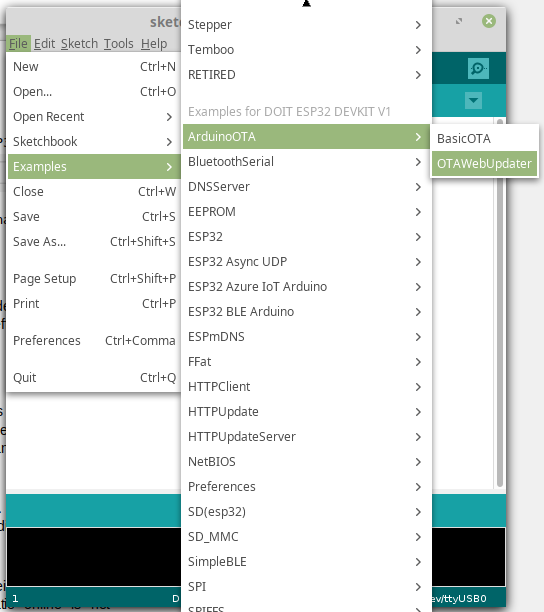 sketc
File Edit Sketch Tools Help
New Ctrl+N
Open... Ctrl+O
Open Recent
Sketchbook
Examples
Close Ctrl+W
Save Ctrl+S
Save As... Ctrl+Shift+S
Page Setup Ctrl+Shift+P
Print Ctrl+P
Preferences Ctrl+Comma
Quit Ctrl+Q
Stepper
Temboo
RETIRED
Examples for DOIT ESP32 DEVKIT V1
ArduinoOTA
BluetoothSerial
DNSServer
EEPROM
ESP32
ESP32 Async UDP
ESP32 Azure IoT Arduino
ESP32 BLE Arduino
ESPmDNS
FFat
HTTPClient
HTTPUpdate
HTTPUpdateServer
NetBIOS
Preferences
SD(esp32)
SD_MMC
SimpleBLE
SPI
SPIFFS
BasicOTA
OTAWebUpdater
1 D ev/ttyUSB0